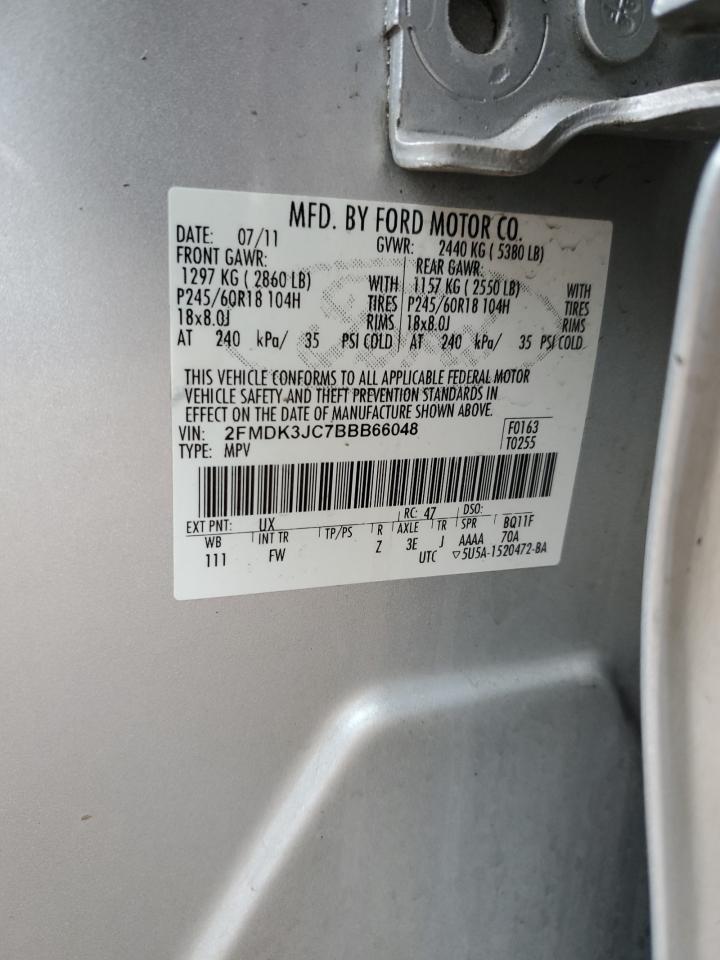 MFD. BY FORD MOTOR CO.
DATE: 07/11 GVWR: 2440 KG ( 5380 LB)
FRONT GAWR: REAR GAWR:
1297 KG ( 2860 LB) WITH 1157 KG ( 2550 LB) WITH
P245/60R18 104H TIRES P245/60R18 104H TIRES
18x8.0J RIMS 18x8.0J RIMS
AT 240 kPa/ 35 PSI COLD AT 240 kPa/ 35 PSI COLD
THIS VEHICLE CONFORMS TO ALL APPLICABLE FEDERAL MOTOR
VEHICLE SAFETY AND THEFT PREVENTION STANDARDS IN
EFFECT ON THE DATE OF MANUFACTURE SHOWN ABOVE.
VIN: 2FMDK3JC7BBB66048 F0163
TYPE: MPV T0255
EXT PNT: UX RC: 47 DSO:
WB INT TR TP/PS R AXLE TR SPR BQ11F
111 FW Z 3E J AAAA 70A
UTC ▽5U5A-1520472-BA